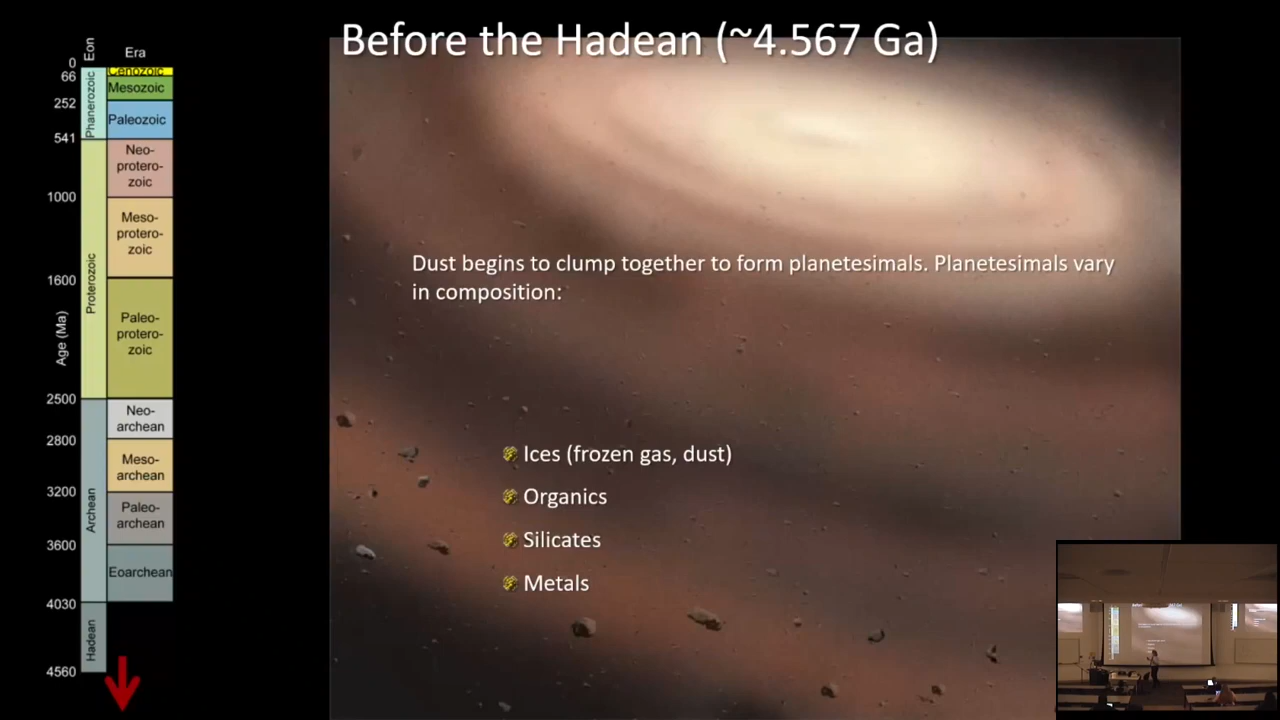 Before the Hadean (~4.567 Ga)
Eon
Era
0
66
252
541
1000
1600
2500
2800
3200
3600
4030
4560
Age (Ma)
Phanerozoic
Proterozoic
Archean
Hadean
Cenozoic
Mesozoic
Paleozoic
Neo-
protero-
zoic
Meso-
protero-
zoic
Paleo-
protero-
zoic
Neo-
archean
Meso-
archean
Paleo-
archean
Eoarchean
Dust begins to clump together to form planetesimals. Planetesimals vary
in composition:
Ices (frozen gas, dust)
Organics
Silicates
Metals